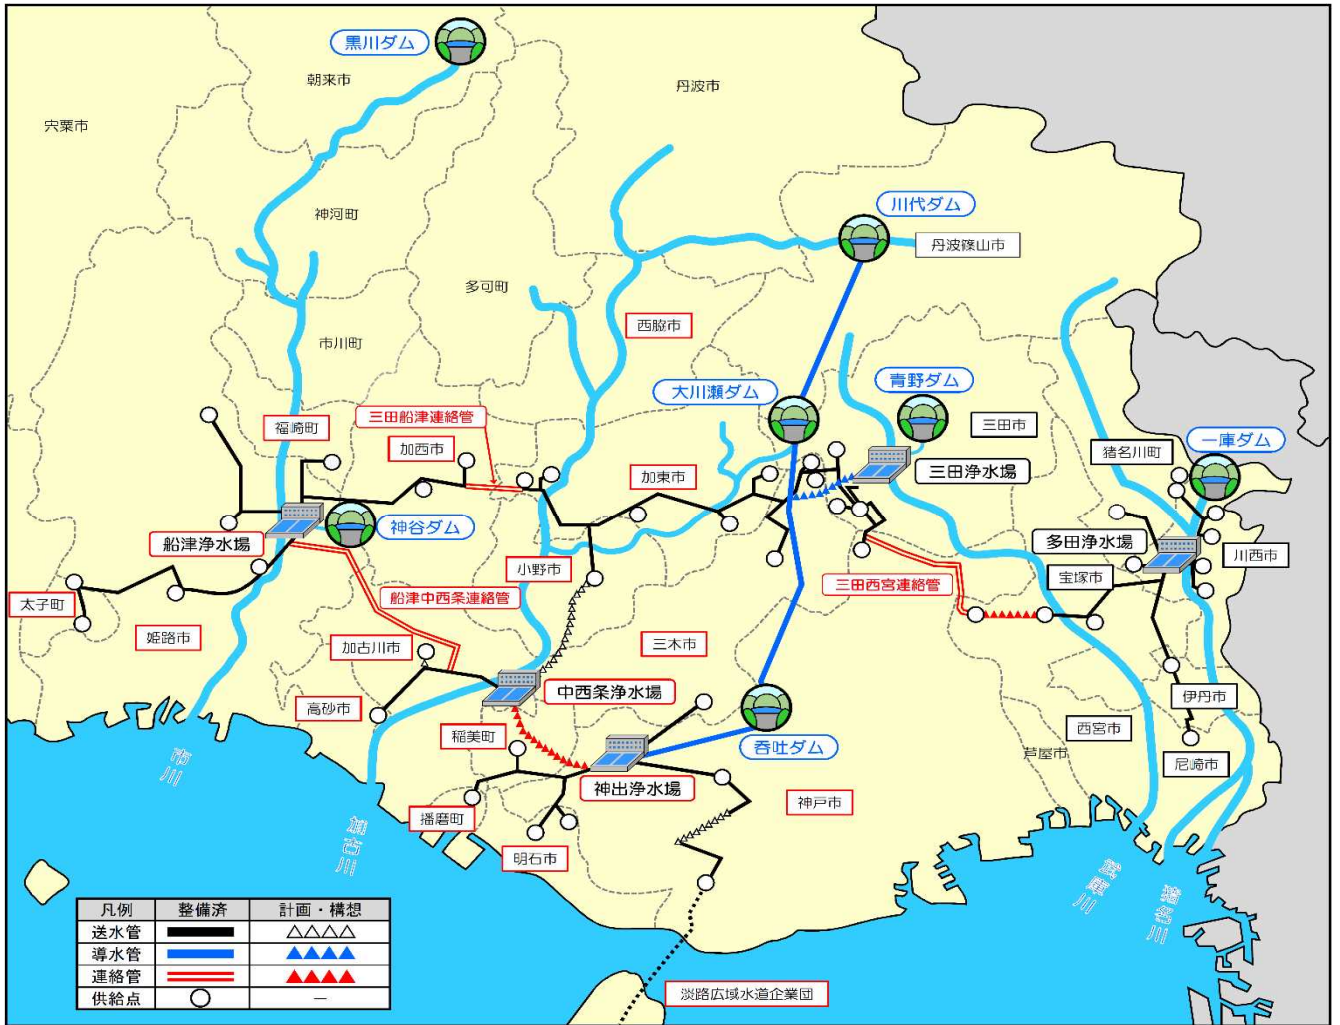 黒川ダム
朝来市
丹波市
宍粟市
川代ダム
神河町
丹波篠山市
多可町
西脇市
市川町
大川瀬ダム
青野ダム
三田船津連絡管
福崎町
加西市
三田市
猪名川町
一庫ダム
加東市
三田浄水場
神谷ダム
船津浄水場
多田浄水場
川西市
小野市
宝塚市
三田西宮連絡管
船津中西条連絡管
太子町
姫路市
加古川市
三木市
中西条浄水場
伊丹市
高砂市
西宮市
稲美町
呑吐ダム
芦屋市
尼崎市
神出浄水場
市川
神戸市
播磨町
加古川
明石市
武庫川
猪名川
凡例 整備済 計画・構想
送水管
導水管
連絡管
供給点 －
淡路広域水道企業団